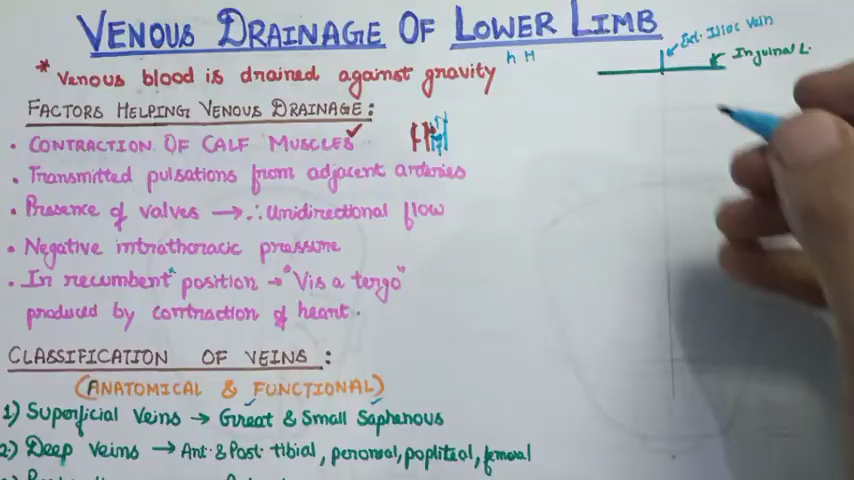 VENOUS DRAINAGE OF LOWER LIMB
Ext. Iliac Vein
Inguinal L.
* Venous blood is drained against gravity
h H
FACTORS HELPING VENOUS DRAINAGE:
• CONTRACTION OF CALF MUSCLES
• Transmitted pulsations from adjacent arteries
• Presence of valves → ∴ Unidirectional flow
• Negative intrathoracic pressure
• In recumbent* position → "Vis a tergo"
produced by contraction of heart.
CLASSIFICATION OF VEINS:
(ANATOMICAL & FUNCTIONAL)
1) Superficial Veins → Great & Small Saphenous
2.) Deep Veins → Ant. & Post. tibial, peroneal, popliteal, femoral